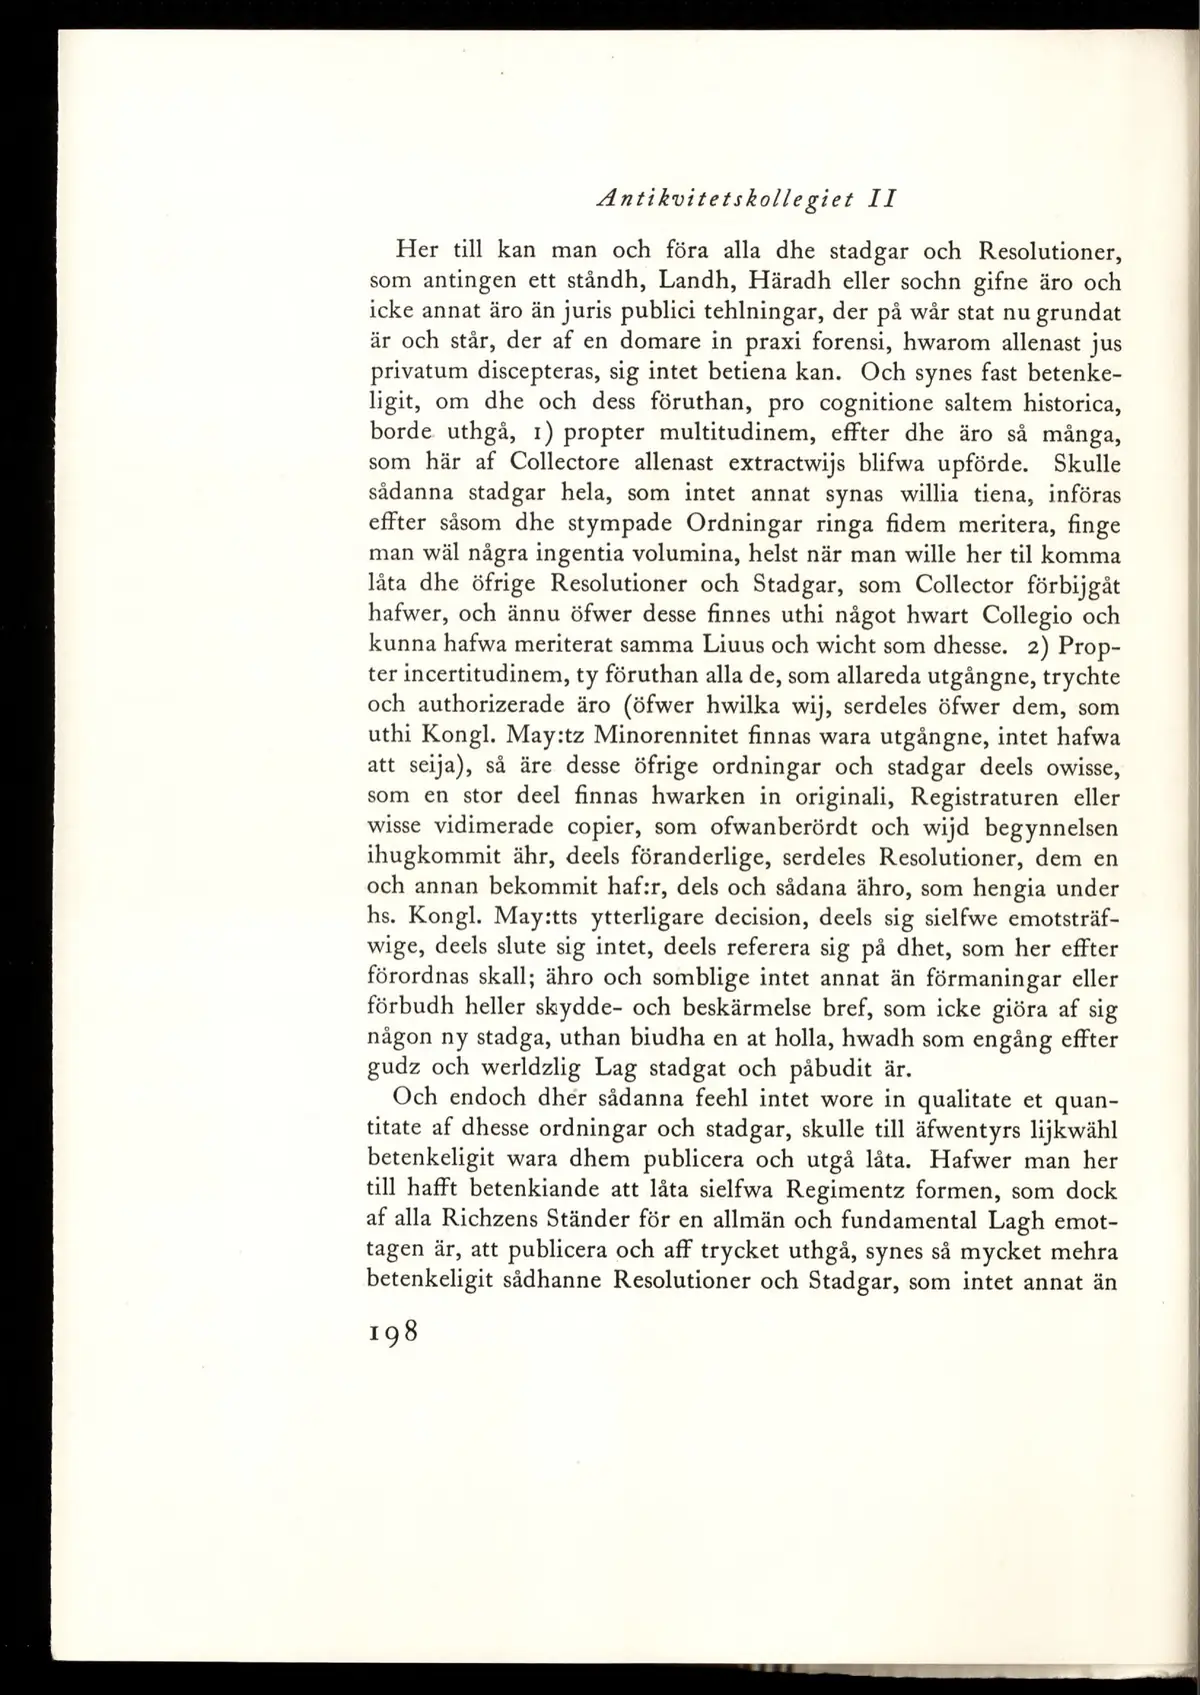 Antikvitetskollegiet II
Her till kan man och föra alla dhe stadgar och Resolutioner,
som antingen ett ståndh, Landh, Häradh eller sochn gifne äro och
icke annat äro än juris publici tehlningar, der på wår stat nu grundat
är och står, der af en domare in praxi forensi, hwarom allenast jus
privatum discepteras, sig intet betiena kan. Och synes fast betenke-
ligit, om dhe och dess föruthan, pro cognitione saltem historica,
borde uthgå, 1) propter multitudinem, effter dhe äro så många,
som här af Collectore allenast extractwijs blifwa upförde. Skulle
sådanna stadgar hela, som intet annat synas willia tiena, införas
effter såsom dhe stympade Ordningar ringa fidem meritera, finge
man wäl några ingentia volumina, helst när man wille her til komma
låta dhe öfrige Resolutioner och Stadgar, som Collector förbijgåt
hafwer, och ännu öfwer desse finnes uthi något hwart Collegio och
kunna hafwa meriterat samma Liuus och wicht som dhesse. 2) Prop-
ter incertitudinem, ty föruthan alla de, som allareda utgångne, trychte
och authorizerade äro (öfwer hwilka wij, serdeles öfwer dem, som
uthi Kongl. May:tz Minorennitet finnas wara utgångne, intet hafwa
att seija), så äre desse öfrige ordningar och stadgar deels owisse,
som en stor deel finnas hwarken in originali, Registraturen eller
wisse vidimerade copier, som ofwanberördt och wijd begynnelsen
ihugkommit ähr, deels föranderlige, serdeles Resolutioner, dem en
och annan bekommit haf:r, dels och sådana ähro, som hengia under
hs. Kongl. May:tts ytterligare decision, deels sig sielfwe emotsträf-
wige, deels slute sig intet, deels referera sig på dhet, som her effter
förordnas skall; ähro och somblige intet annat än förmaningar eller
förbudh heller skydde- och beskärmelse bref, som icke giöra af sig
någon ny stadga, uthan biudha en at holla, hwadh som engång effter
gudz och werldzlig Lag stadgat och påbudit är.
Och endoch dher sådanna feehl intet wore in qualitate et quan-
titate af dhesse ordningar och stadgar, skulle till äfwentyrs lijkwähl
betenkeligit wara dhem publicera och utgå låta. Hafwer man her
till hafft betenkiande att låta sielfwa Regimentz formen, som dock
af alla Richzens Ständer för en allmän och fundamental Lagh emot-
tagen är, att publicera och aff trycket uthgå, synes så mycket mehra
betenkeligit sådhanne Resolutioner och Stadgar, som intet annat än
198